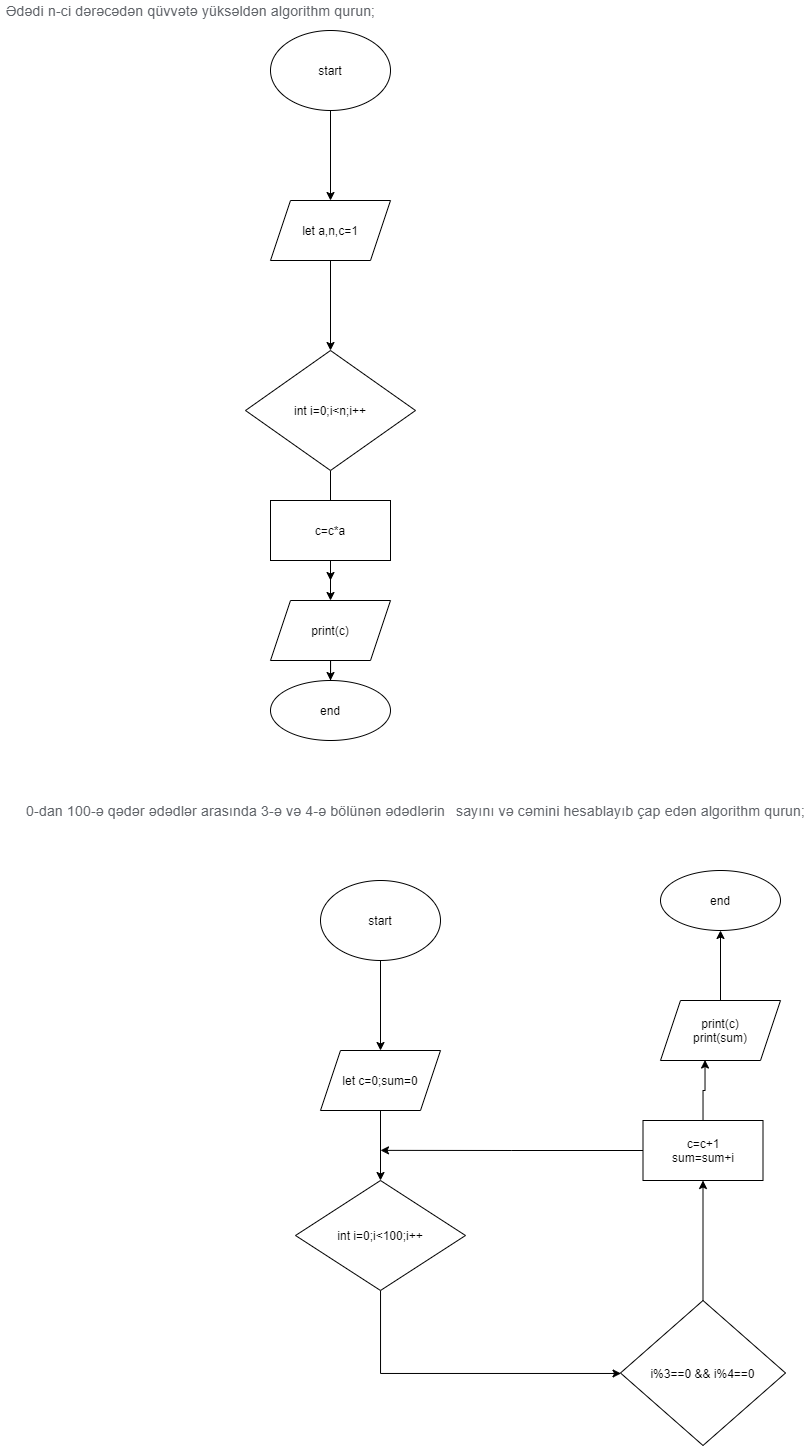 Ədədi n-ci dərəcədən qüvvətə yüksəldən algorithm qurun;
start
let a,n,c=1
int i=0;i<n;i++
c=c*a
print(c)
end
0-dan 100-ə qədər ədədlər arasında 3-ə və 4-ə bölünən ədədlərin sayını və cəmini hesablayıb çap edən algorithm qurun;
start
let c=0;sum=0
int i=0;i<100;i++
i%3==0 && i%4==0
c=c+1
sum=sum+i
print(c)
print(sum)
end